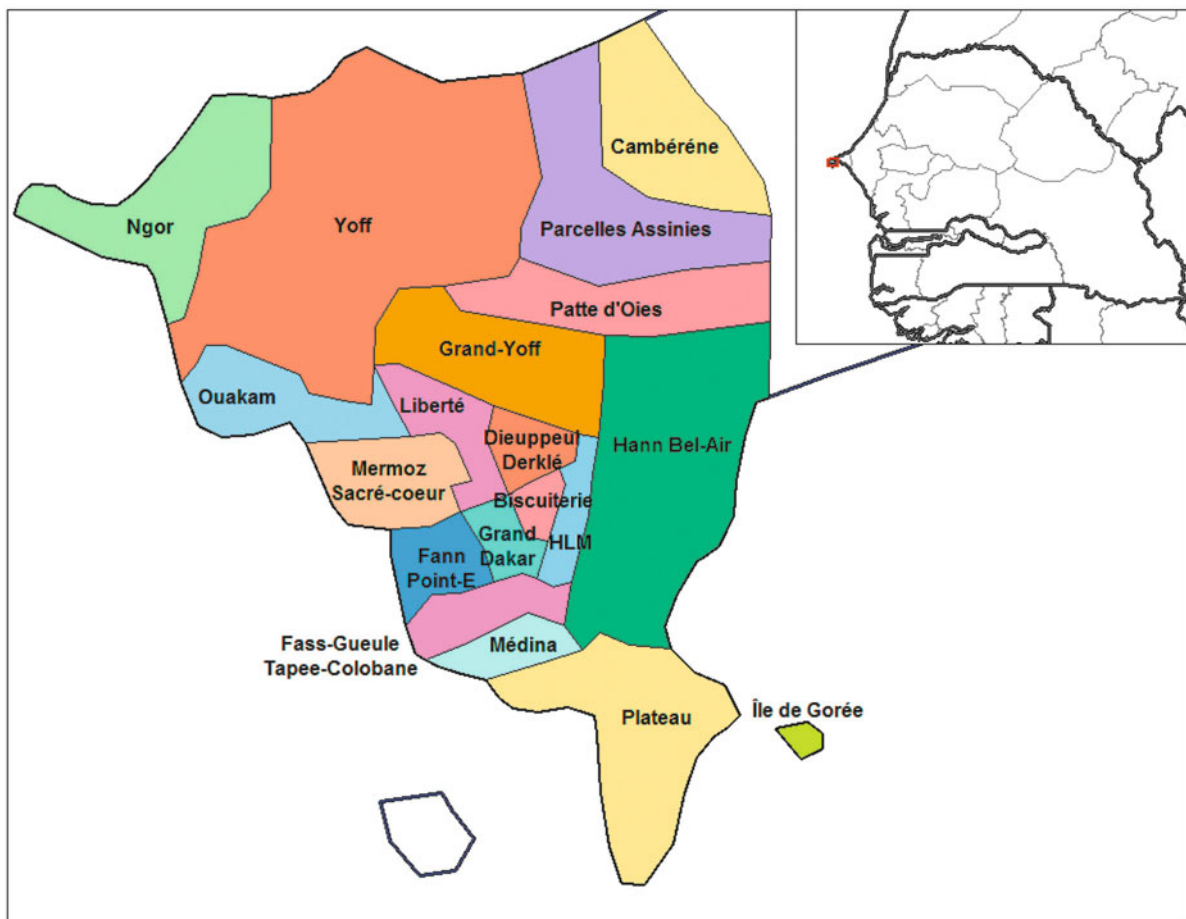 Cambéréne
Ngor
Yoff
Parcelles Assinies
Patte d'Oies
Grand-Yoff
Ouakam
Liberté
Dieuppeul
Derklé
Hann Bel-Air
Mermoz
Sacré-coeur
Biscuiterie
Grand
Dakar
HLM
Fann
Point-E
Fass-Gueule
Tapee-Colobane
Médina
Plateau
Île de Gorée